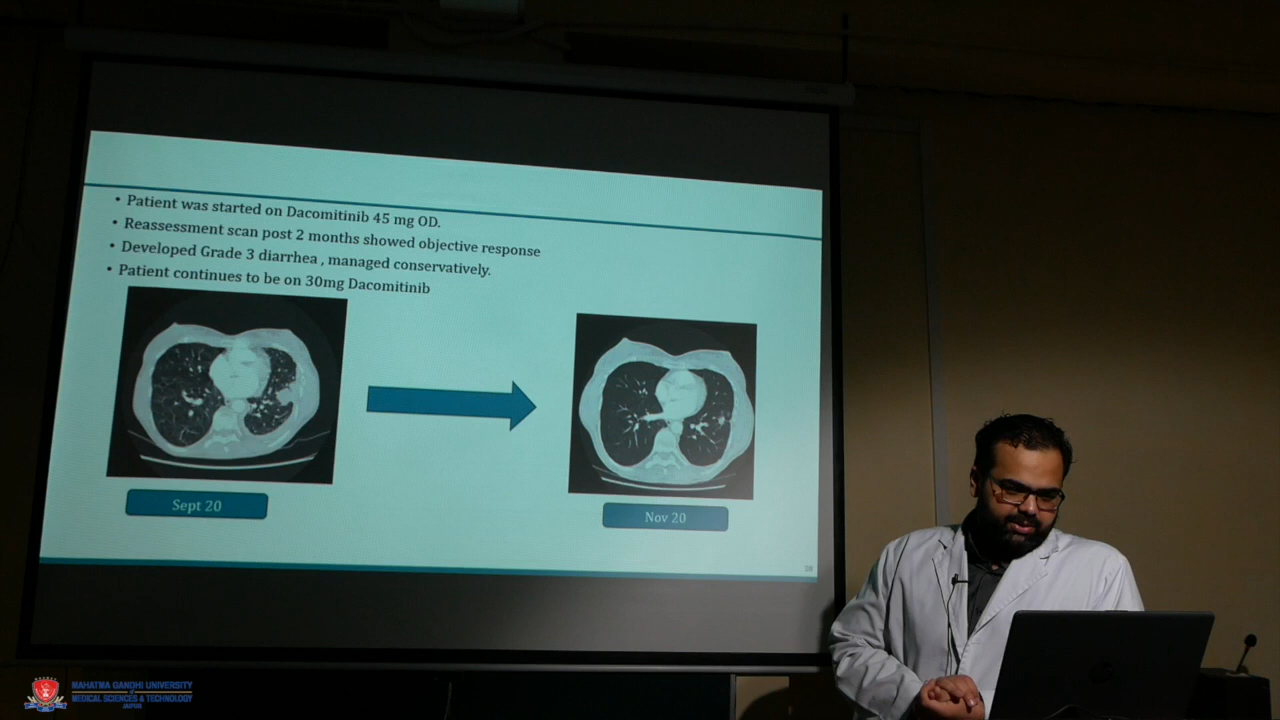 • Patient was started on Dacomitinib 45 mg OD.
• Reassessment scan post 2 months showed objective response
• Developed Grade 3 diarrhea , managed conservatively.
• Patient continues to be on 30mg Dacomitinib
Sept 20
Nov 20
MAHATMA GANDHI UNIVERSITY
of
MEDICAL SCIENCES & TECHNOLOGY
JAIPUR